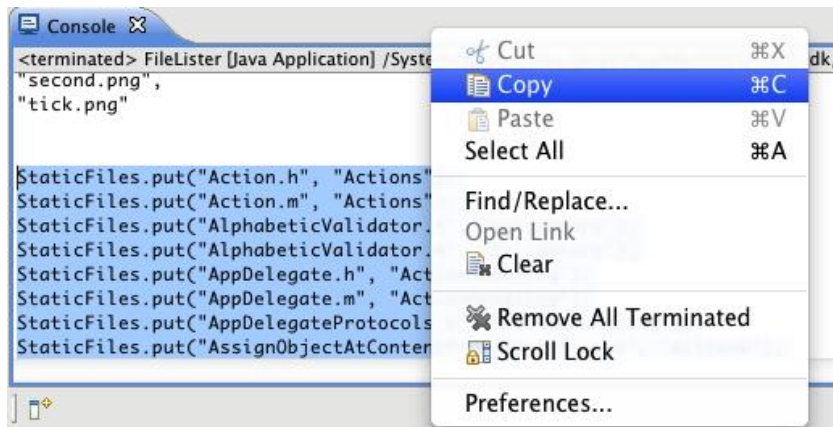 Console
<terminated> FileLister [Java Application] /Syste
dk,
"second.png",
"tick.png"
StaticFiles.put("Action.h", "Actions"
StaticFiles.put("Action.m", "Actions"
StaticFiles.put("AlphabeticValidator.
StaticFiles.put("AlphabeticValidator.
StaticFiles.put("AppDelegate.h", "Act
StaticFiles.put("AppDelegate.m", "Act
StaticFiles.put("AppDelegateProtocols
StaticFiles.put("AssignObjectAtConten
Cut ⌘X
Copy ⌘C
Paste ⌘V
Select All ⌘A
Find/Replace...
Open Link
Clear
Remove All Terminated
Scroll Lock
Preferences...